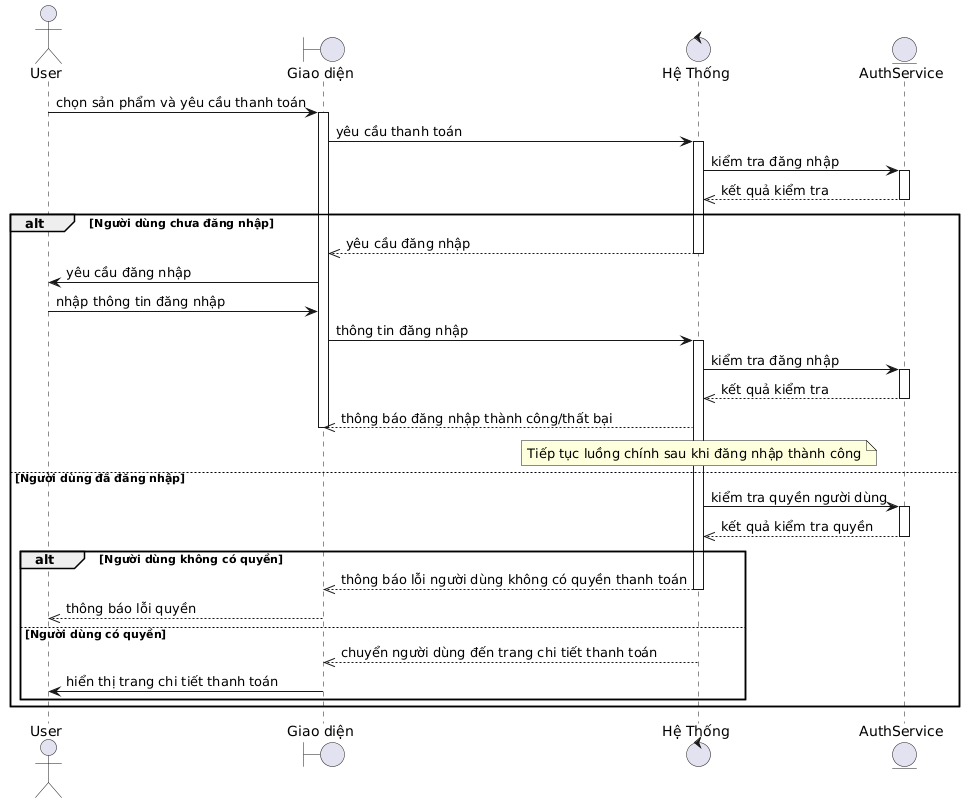 User
Giao diện
Hệ Thống
AuthService
chọn sản phẩm và yêu cầu thanh toán
yêu cầu thanh toán
kiểm tra đăng nhập
kết quả kiểm tra
alt [Người dùng chưa đăng nhập]
yêu cầu đăng nhập
yêu cầu đăng nhập
nhập thông tin đăng nhập
thông tin đăng nhập
kiểm tra đăng nhập
kết quả kiểm tra
thông báo đăng nhập thành công/thất bại
Tiếp tục luồng chính sau khi đăng nhập thành công
[Người dùng đã đăng nhập]
kiểm tra quyền người dùng
kết quả kiểm tra quyền
alt [Người dùng không có quyền]
thông báo lỗi người dùng không có quyền thanh toán
thông báo lỗi quyền
[Người dùng có quyền]
chuyển người dùng đến trang chi tiết thanh toán
hiển thị trang chi tiết thanh toán
User
Giao diện
Hệ Thống
AuthService